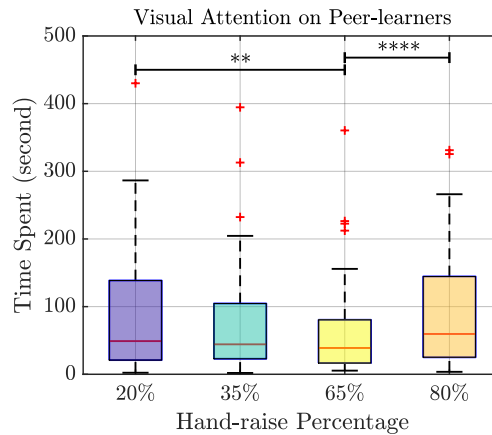 Visual Attention on Peer-learners
Time Spent (second)
500
400
300
200
100
0
**
****
20% 35% 65% 80%
Hand-raise Percentage